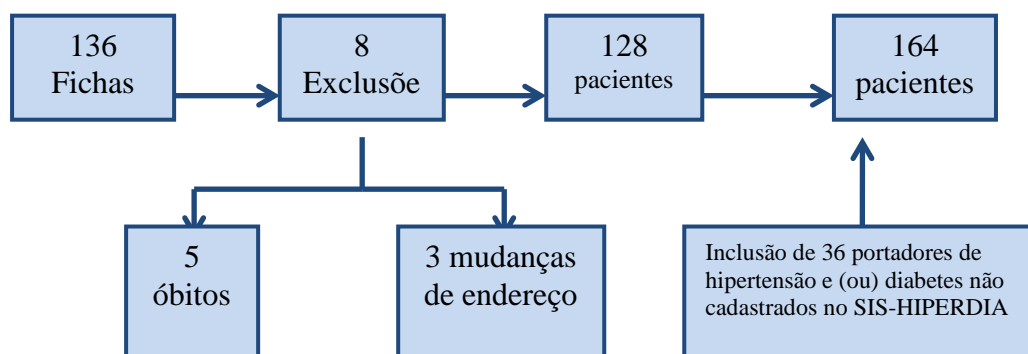 136
Fichas
8
Exclusõe
128
pacientes
164
pacientes
5
óbitos
3 mudanças
de endereço
Inclusão de 36 portadores de
hipertensão e (ou) diabetes não
cadastrados no SIS-HIPERDIA